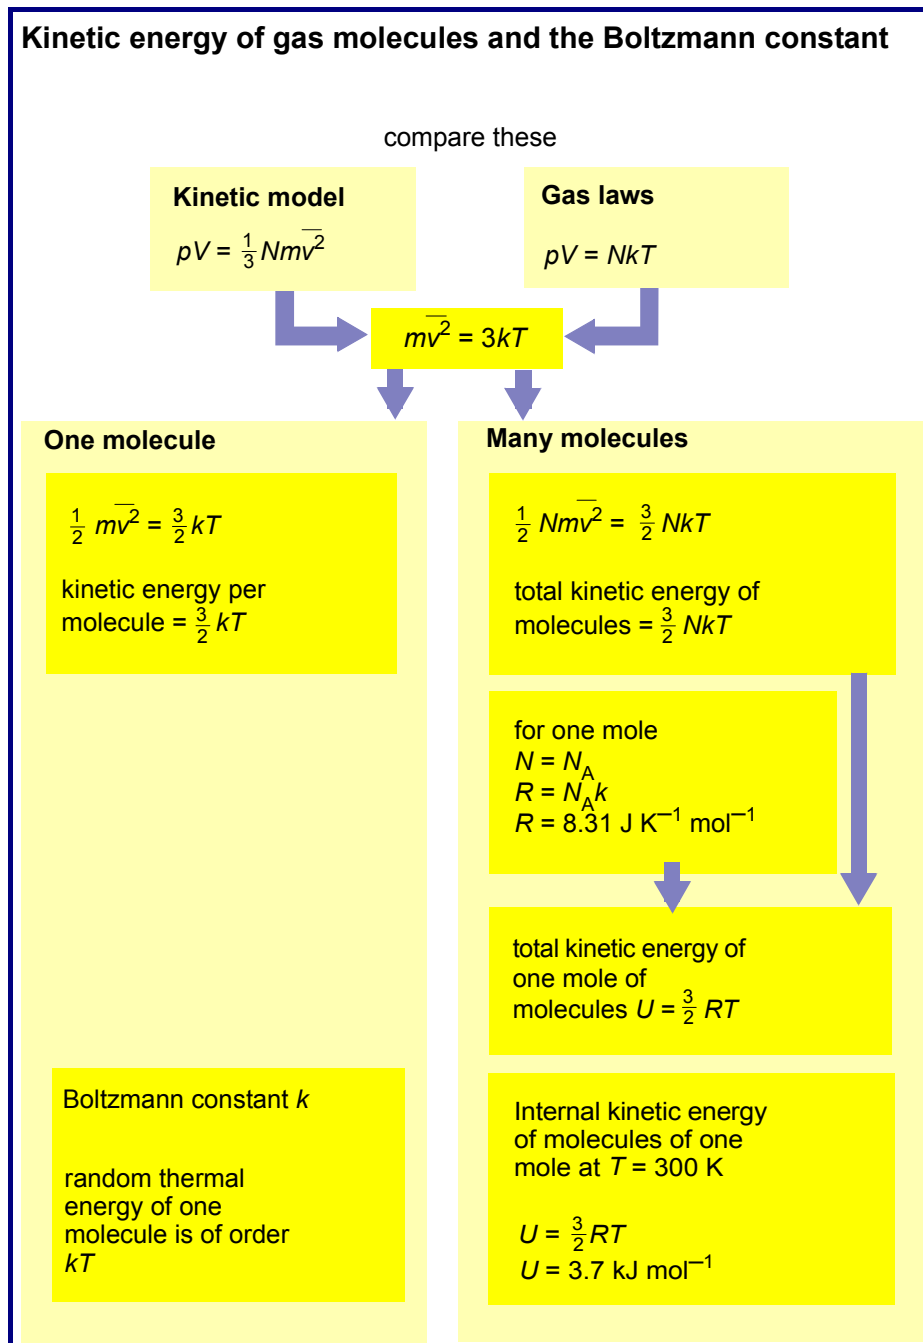 Kinetic energy of gas molecules and the Boltzmann constant
compare these
Kinetic model
pV = 1/3 Nmv̅²
Gas laws
pV = NkT
mv̅² = 3kT
One molecule
1/2 mv̅² = 3/2 kT
kinetic energy per
molecule = 3/2 kT
Boltzmann constant k
random thermal
energy of one
molecule is of order
kT
Many molecules
1/2 Nmv̅² = 3/2 NkT
total kinetic energy of
molecules = 3/2 NkT
for one mole
N = N_A
R = N_A k
R = 8.31 J K⁻¹ mol⁻¹
total kinetic energy of
one mole of
molecules U = 3/2 RT
Internal kinetic energy
of molecules of one
mole at T = 300 K
U = 3/2 RT
U = 3.7 kJ mol⁻¹